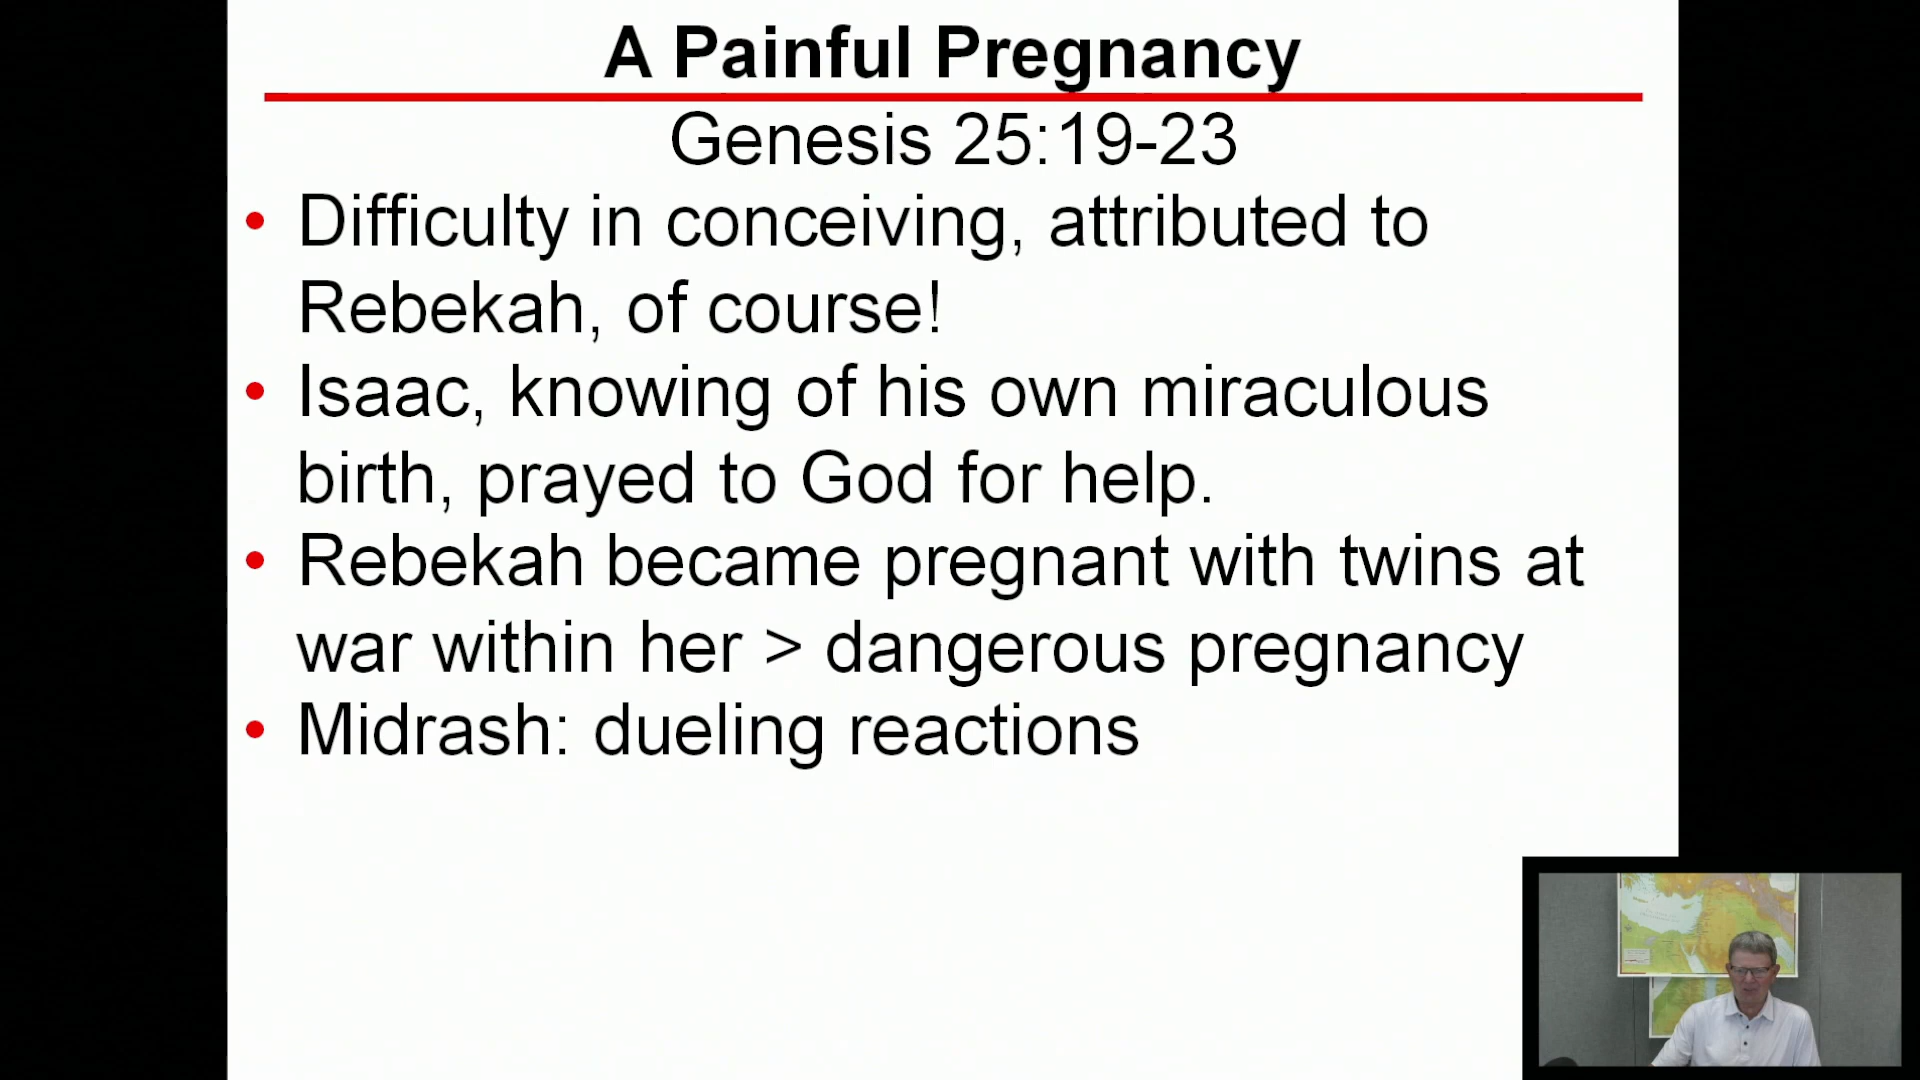 A Painful Pregnancy
Genesis 25:19-23
• Difficulty in conceiving, attributed to
Rebekah, of course!
• Isaac, knowing of his own miraculous
birth, prayed to God for help.
• Rebekah became pregnant with twins at
war within her > dangerous pregnancy
• Midrash: dueling reactions